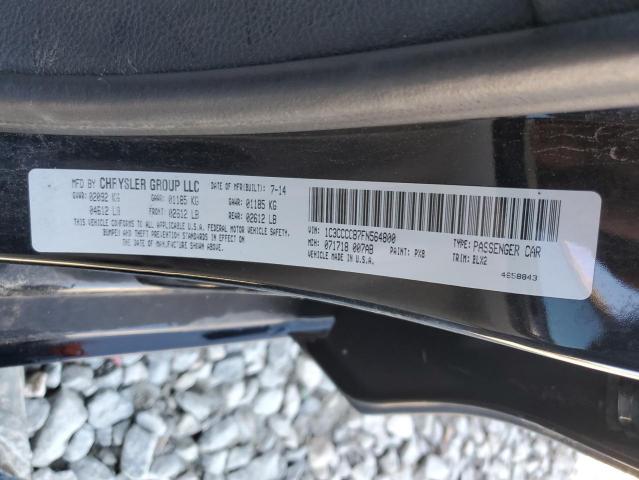 MFD BY CHRYSLER GROUP LLC DATE OF MFR(BUILT): 7-14
GVWR: 02092 KG GAWR: 01185 KG GAWR: 01185 KG
04612 LB FRONT: 02612 LB REAR: 02612 LB
THIS VEHICLE CONFORMS TO ALL APPLICABLE U.S.A. FEDERAL MOTOR VEHICLE SAFETY,
BUMPER, AND THEFT PREVENTION STANDARDS IN EFFECT ON
THE DATE OF MANUFACTURE SHOWN ABOVE.
VIN: 1C3CCCCB7FN564800 TYPE: PASSENGER CAR
MDH: 071718 007AB PAINT: PX8 TRIM: BLX2
VEHICLE MADE IN U.S.A.
4658843